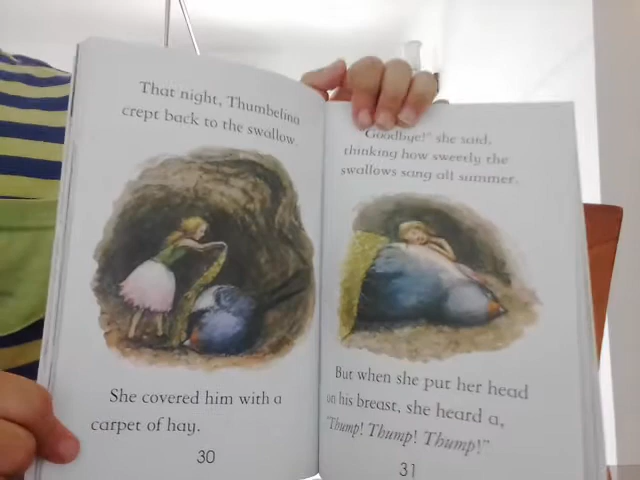 That night, Thumbelina
crept back to the swallow.
She covered him with a
carpet of hay.
30
"Goodbye!" she said,
thinking how sweetly the
swallows sang all summer.
But when she put her head
on his breast, she heard a,
"Thump! Thump! Thump!"
31